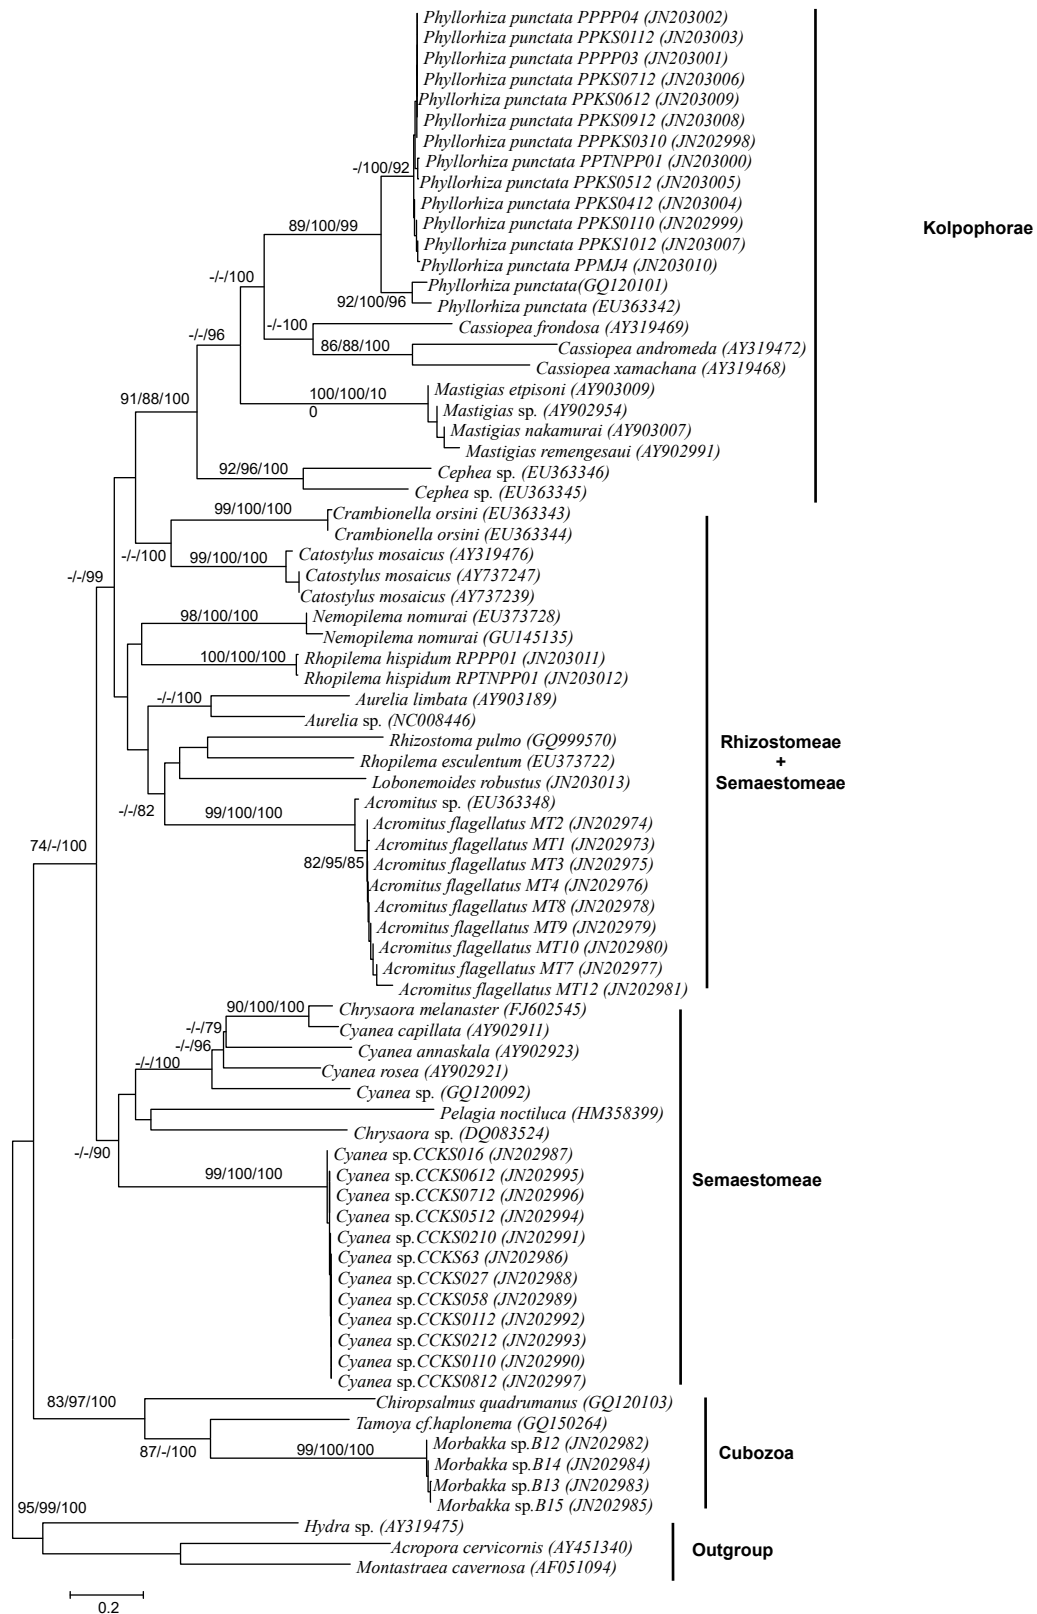 Phyllorhiza punctata PPPP04 (JN203002)
Phyllorhiza punctata PPKS0112 (JN203003)
Phyllorhiza punctata PPPP03 (JN203001)
Phyllorhiza punctata PPKS0712 (JN203006)
Phyllorhiza punctata PPKS0612 (JN203009)
Phyllorhiza punctata PPKS0912 (JN203008)
Phyllorhiza punctata PPPKS0310 (JN202998)
-/100/92
Phyllorhiza punctata PPTNPP01 (JN203000)
Phyllorhiza punctata PPKS0512 (JN203005)
Phyllorhiza punctata PPKS0412 (JN203004)
89/100/99
Phyllorhiza punctata PPKS0110 (JN202999)
Kolpophorae
Phyllorhiza punctata PPKS1012 (JN203007)
Phyllorhiza punctata PPMJ4 (JN203010)
-/-/100
Phyllorhiza punctata(GQ120101)
92/100/96
Phyllorhiza punctata (EU363342)
-/-100
Cassiopea frondosa (AY319469)
-/-/96
86/88/100
Cassiopea andromeda (AY319472)
Cassiopea xamachana (AY319468)
100/100/10
0
Mastigias etpisoni (AY903009)
91/88/100
Mastigias sp. (AY902954)
Mastigias nakamurai (AY903007)
Mastigias remengesaui (AY902991)
92/96/100
Cephea sp. (EU363346)
Cephea sp. (EU363345)
99/100/100
Crambionella orsini (EU363343)
Crambionella orsini (EU363344)
-/-/100
99/100/100
Catostylus mosaicus (AY319476)
-/-/99
Catostylus mosaicus (AY737247)
Catostylus mosaicus (AY737239)
98/100/100
Nemopilema nomurai (EU373728)
Nemopilema nomurai (GU145135)
100/100/100
Rhopilema hispidum RPPP01 (JN203011)
Rhopilema hispidum RPTNPP01 (JN203012)
-/-/100
Aurelia limbata (AY903189)
Aurelia sp. (NC008446)
Rhizostoma pulmo (GQ999570)
Rhizostomeae
+
Semaestomeae
Rhopilema esculentum (EU373722)
Lobonemoides robustus (JN203013)
-/-/82
99/100/100
Acromitus sp. (EU363348)
Acromitus flagellatus MT2 (JN202974)
Acromitus flagellatus MT1 (JN202973)
74/-/100
82/95/85
Acromitus flagellatus MT3 (JN202975)
Acromitus flagellatus MT4 (JN202976)
Acromitus flagellatus MT8 (JN202978)
Acromitus flagellatus MT9 (JN202979)
Acromitus flagellatus MT10 (JN202980)
Acromitus flagellatus MT7 (JN202977)
Acromitus flagellatus MT12 (JN202981)
90/100/100
Chrysaora melanaster (FJ602545)
-/-/79
Cyanea capillata (AY902911)
-/-/96
Cyanea annaskala (AY902923)
-/-/100
Cyanea rosea (AY902921)
Cyanea sp. (GQ120092)
Pelagia noctiluca (HM358399)
Chrysaora sp. (DQ083524)
-/-/90
Cyanea sp.CCKS016 (JN202987)
99/100/100
Cyanea sp.CCKS0612 (JN202995)
Semaestomeae
Cyanea sp.CCKS0712 (JN202996)
Cyanea sp.CCKS0512 (JN202994)
Cyanea sp.CCKS0210 (JN202991)
Cyanea sp.CCKS63 (JN202986)
Cyanea sp.CCKS027 (JN202988)
Cyanea sp.CCKS058 (JN202989)
Cyanea sp.CCKS0112 (JN202992)
Cyanea sp.CCKS0212 (JN202993)
Cyanea sp.CCKS0110 (JN202990)
Cyanea sp.CCKS0812 (JN202997)
83/97/100
Chiropsalmus quadrumanus (GQ120103)
Tamoya cf.haplonema (GQ150264)
87/-/100
99/100/100
Morbakka sp.B12 (JN202982)
Cubozoa
Morbakka sp.B14 (JN202984)
Morbakka sp.B13 (JN202983)
Morbakka sp.B15 (JN202985)
95/99/100
Hydra sp. (AY319475)
Acropora cervicornis (AY451340)
Outgroup
Montastraea cavernosa (AF051094)
0.2